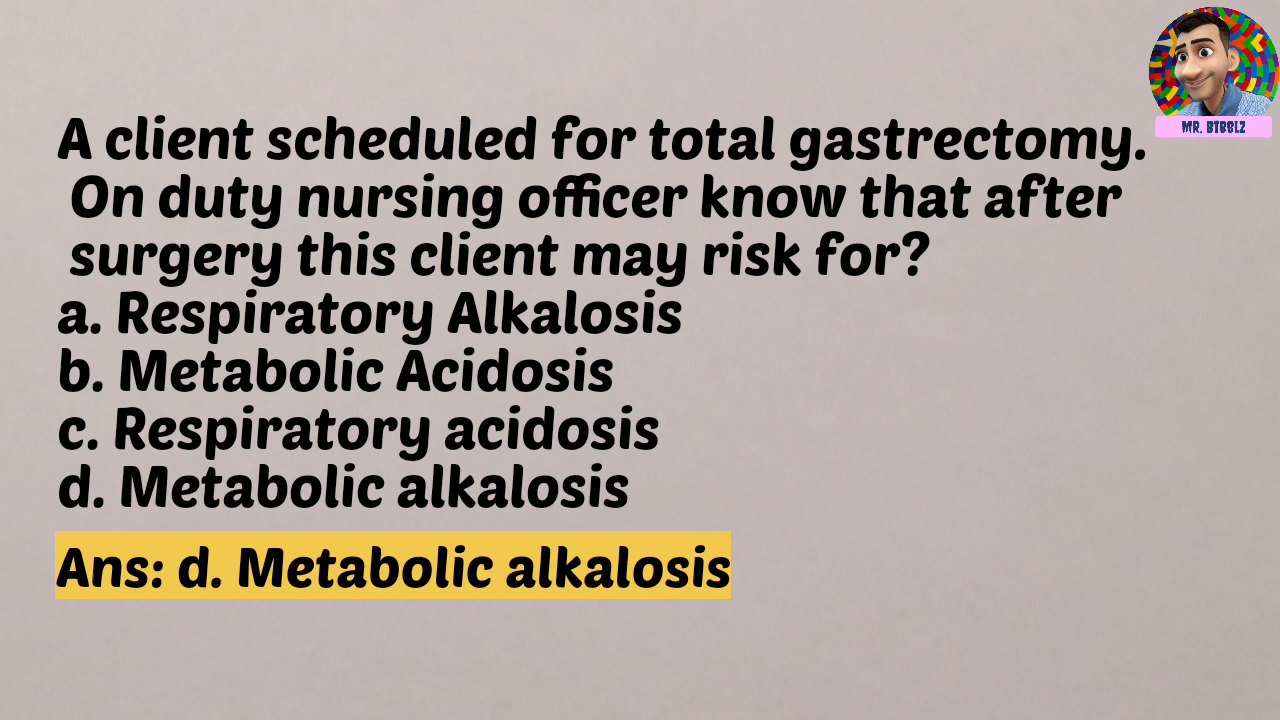 MR. BIBBLZ
A client scheduled for total gastrectomy.
On duty nursing officer know that after
surgery this client may risk for?
a. Respiratory Alkalosis
b. Metabolic Acidosis
c. Respiratory acidosis
d. Metabolic alkalosis
Ans: d. Metabolic alkalosis